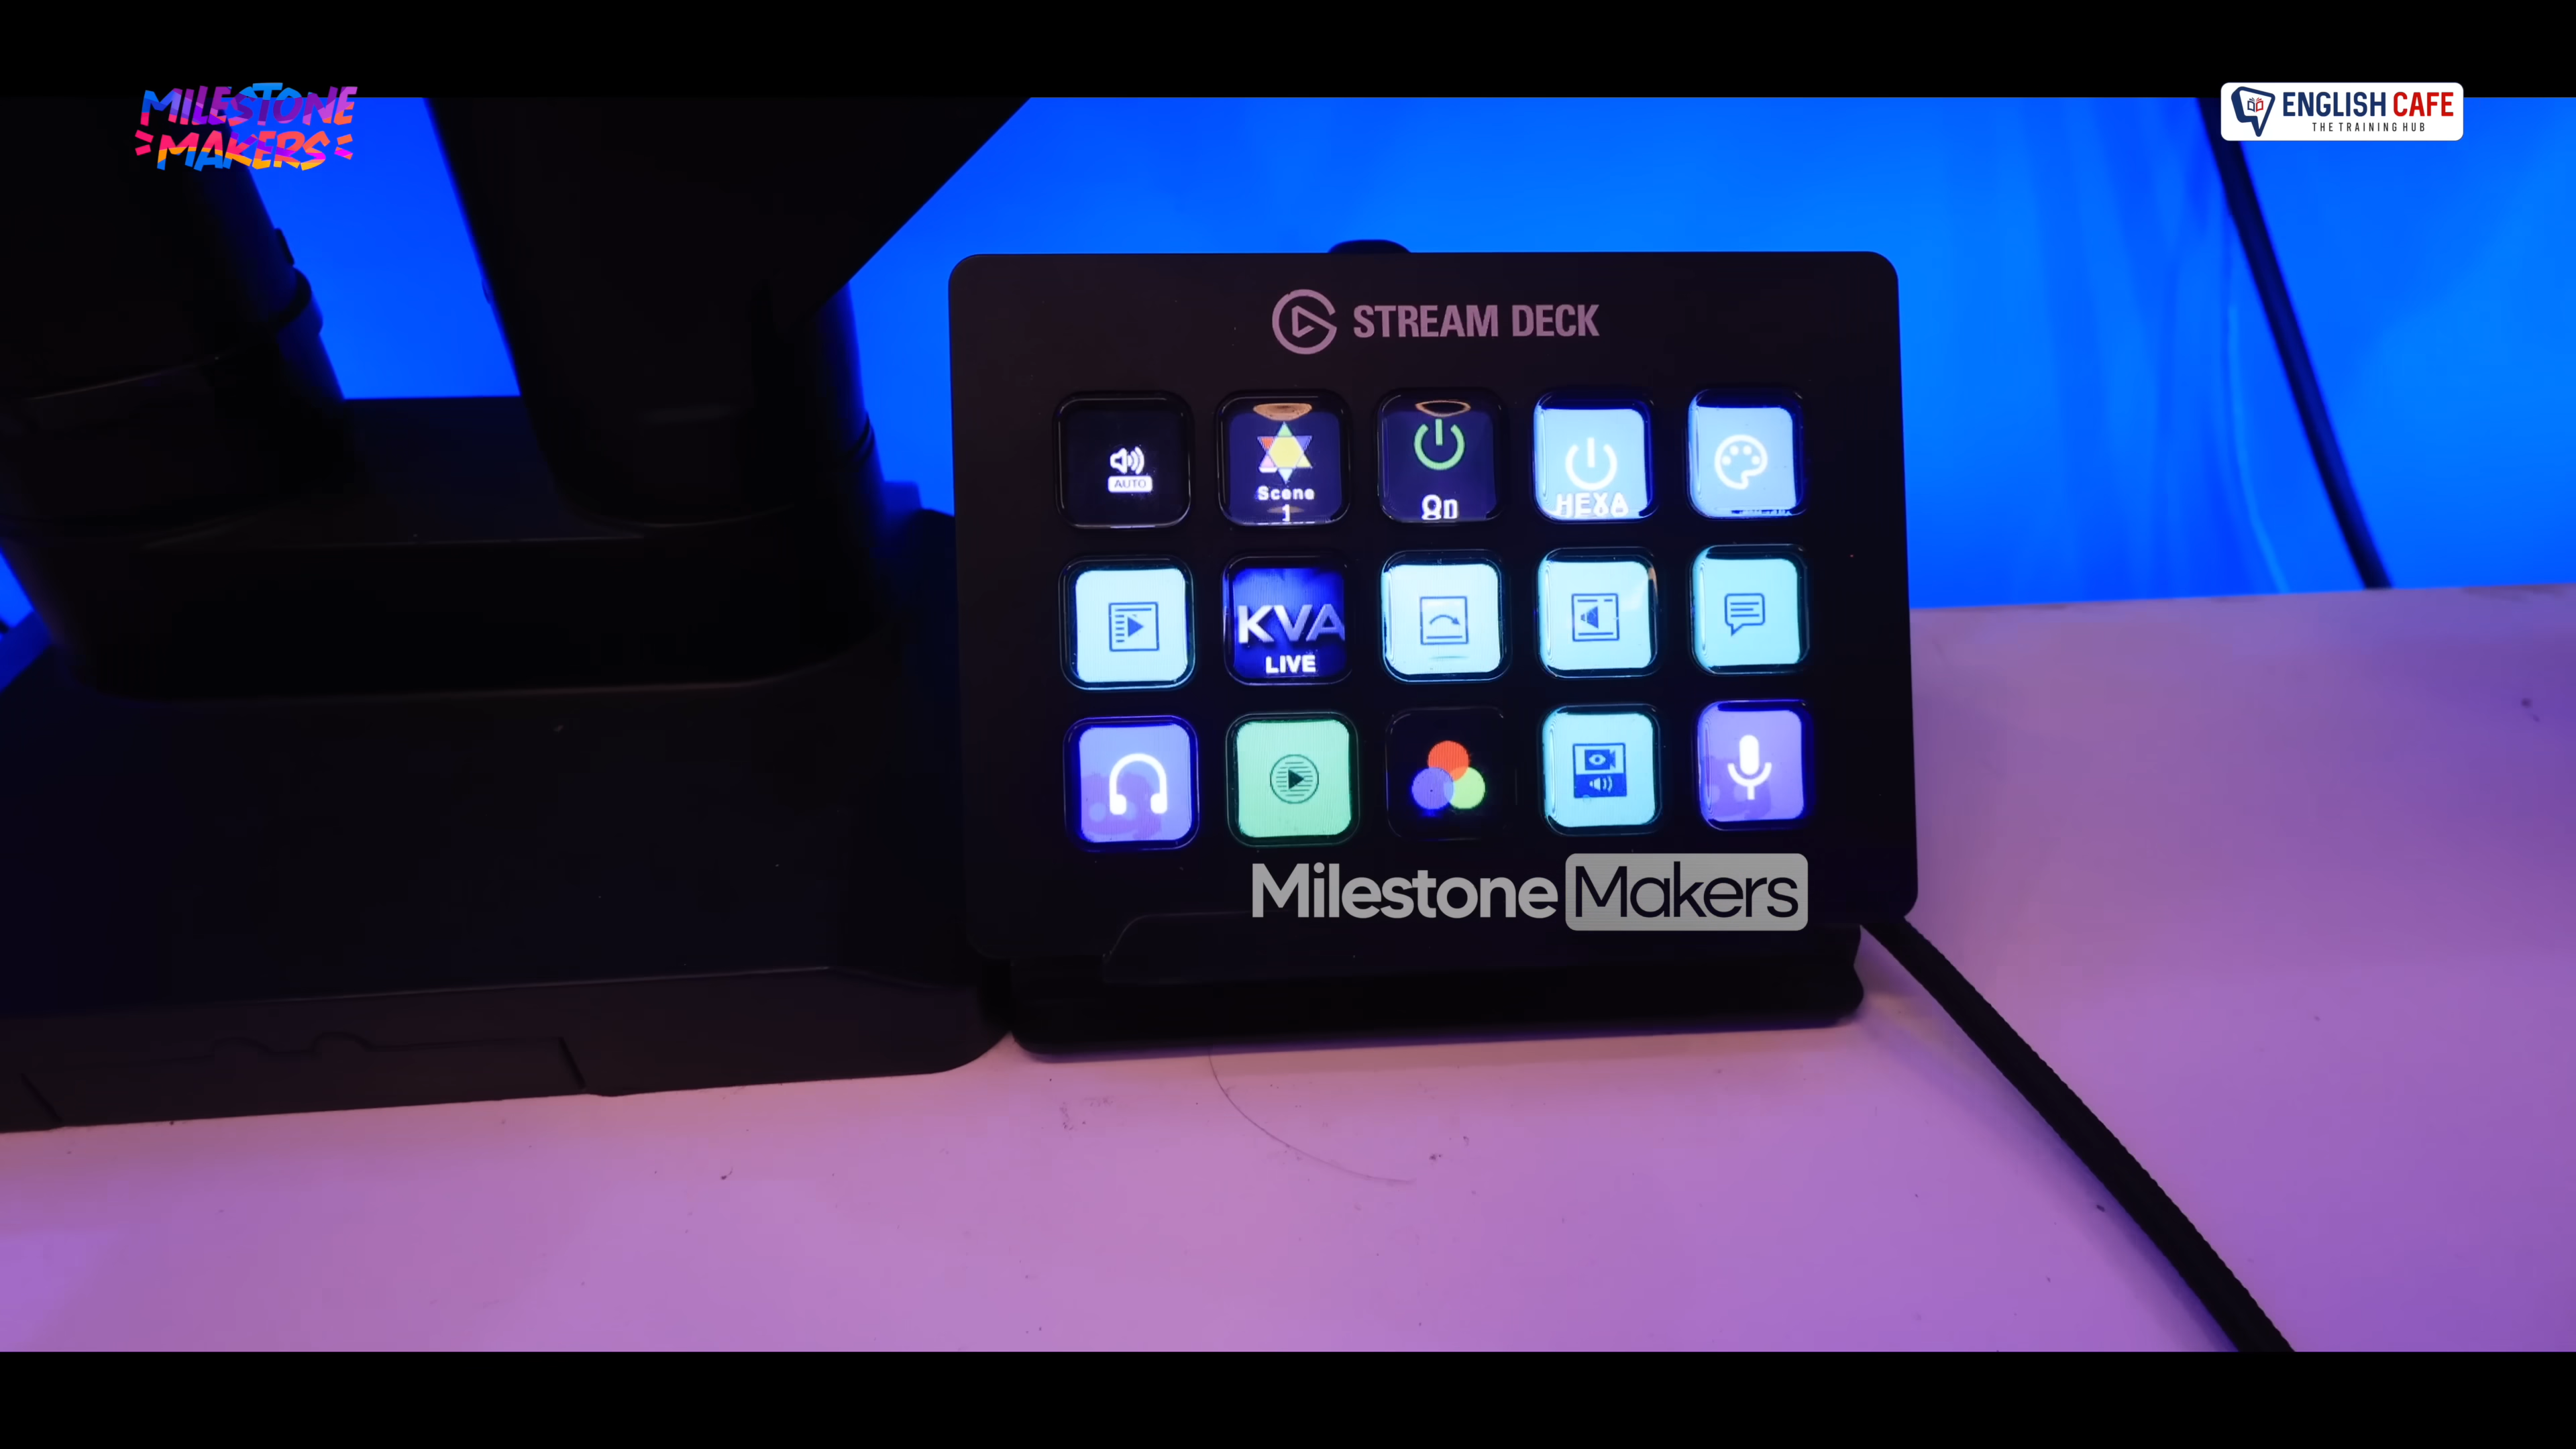 MILESTONE
MAKERS
ENGLISH CAFE
THE TRAINING HUB
STREAM DECK
AUTO
Scene
1
On
HEXA
KVA
LIVE
Milestone Makers